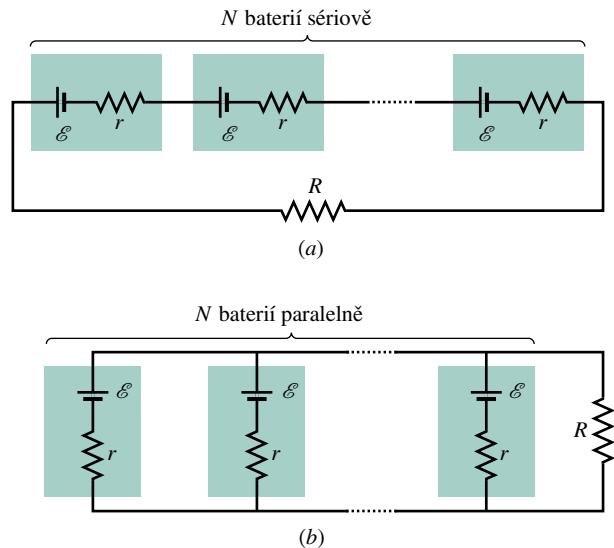 N baterií sériově
ℰ r ℰ r ℰ r
R
(a)
N baterií paralelně
ℰ ℰ ℰ
R
r r r
(b)